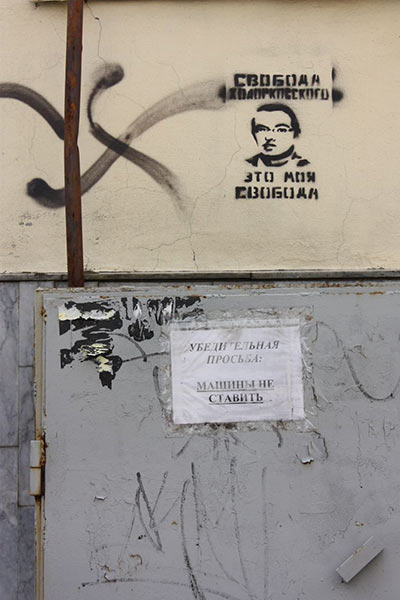 СВОБОДА
ХОДОРКОВСКОГО
ЭТО МОЯ
СВОБОДА
УБЕДИТЕЛЬНАЯ
ПРОСЬБА:
МАШИНЫ НЕ
СТАВИТЬ